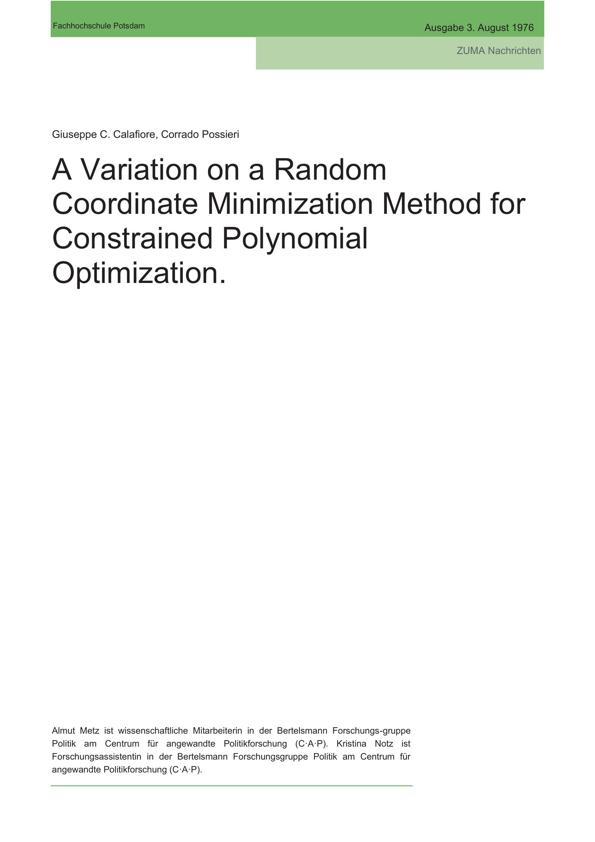 Fachhochschule Potsdam
Ausgabe 3. August 1976
ZUMA Nachrichten
Giuseppe C. Calafiore, Corrado Possieri
A Variation on a Random
Coordinate Minimization Method for
Constrained Polynomial
Optimization.
Almut Metz ist wissenschaftliche Mitarbeiterin in der Bertelsmann Forschungs-gruppe
Politik am Centrum für angewandte Politikforschung (C·A·P). Kristina Notz ist
Forschungsassistentin in der Bertelsmann Forschungsgruppe Politik am Centrum für
angewandte Politikforschung (C·A·P).